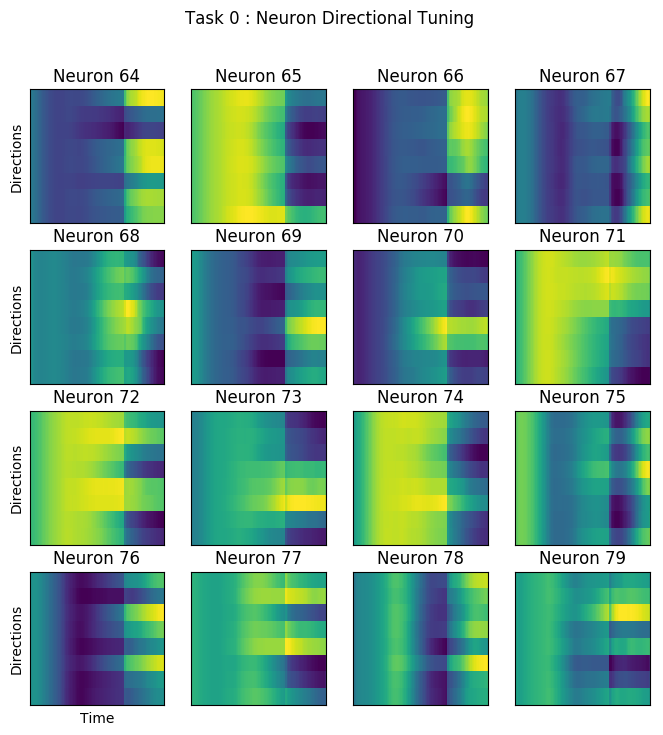 Task 0 : Neuron Directional Tuning
Neuron 64
Neuron 65
Neuron 66
Neuron 67
Directions
Neuron 68
Neuron 69
Neuron 70
Neuron 71
Directions
Neuron 72
Neuron 73
Neuron 74
Neuron 75
Directions
Neuron 76
Neuron 77
Neuron 78
Neuron 79
Directions
Time